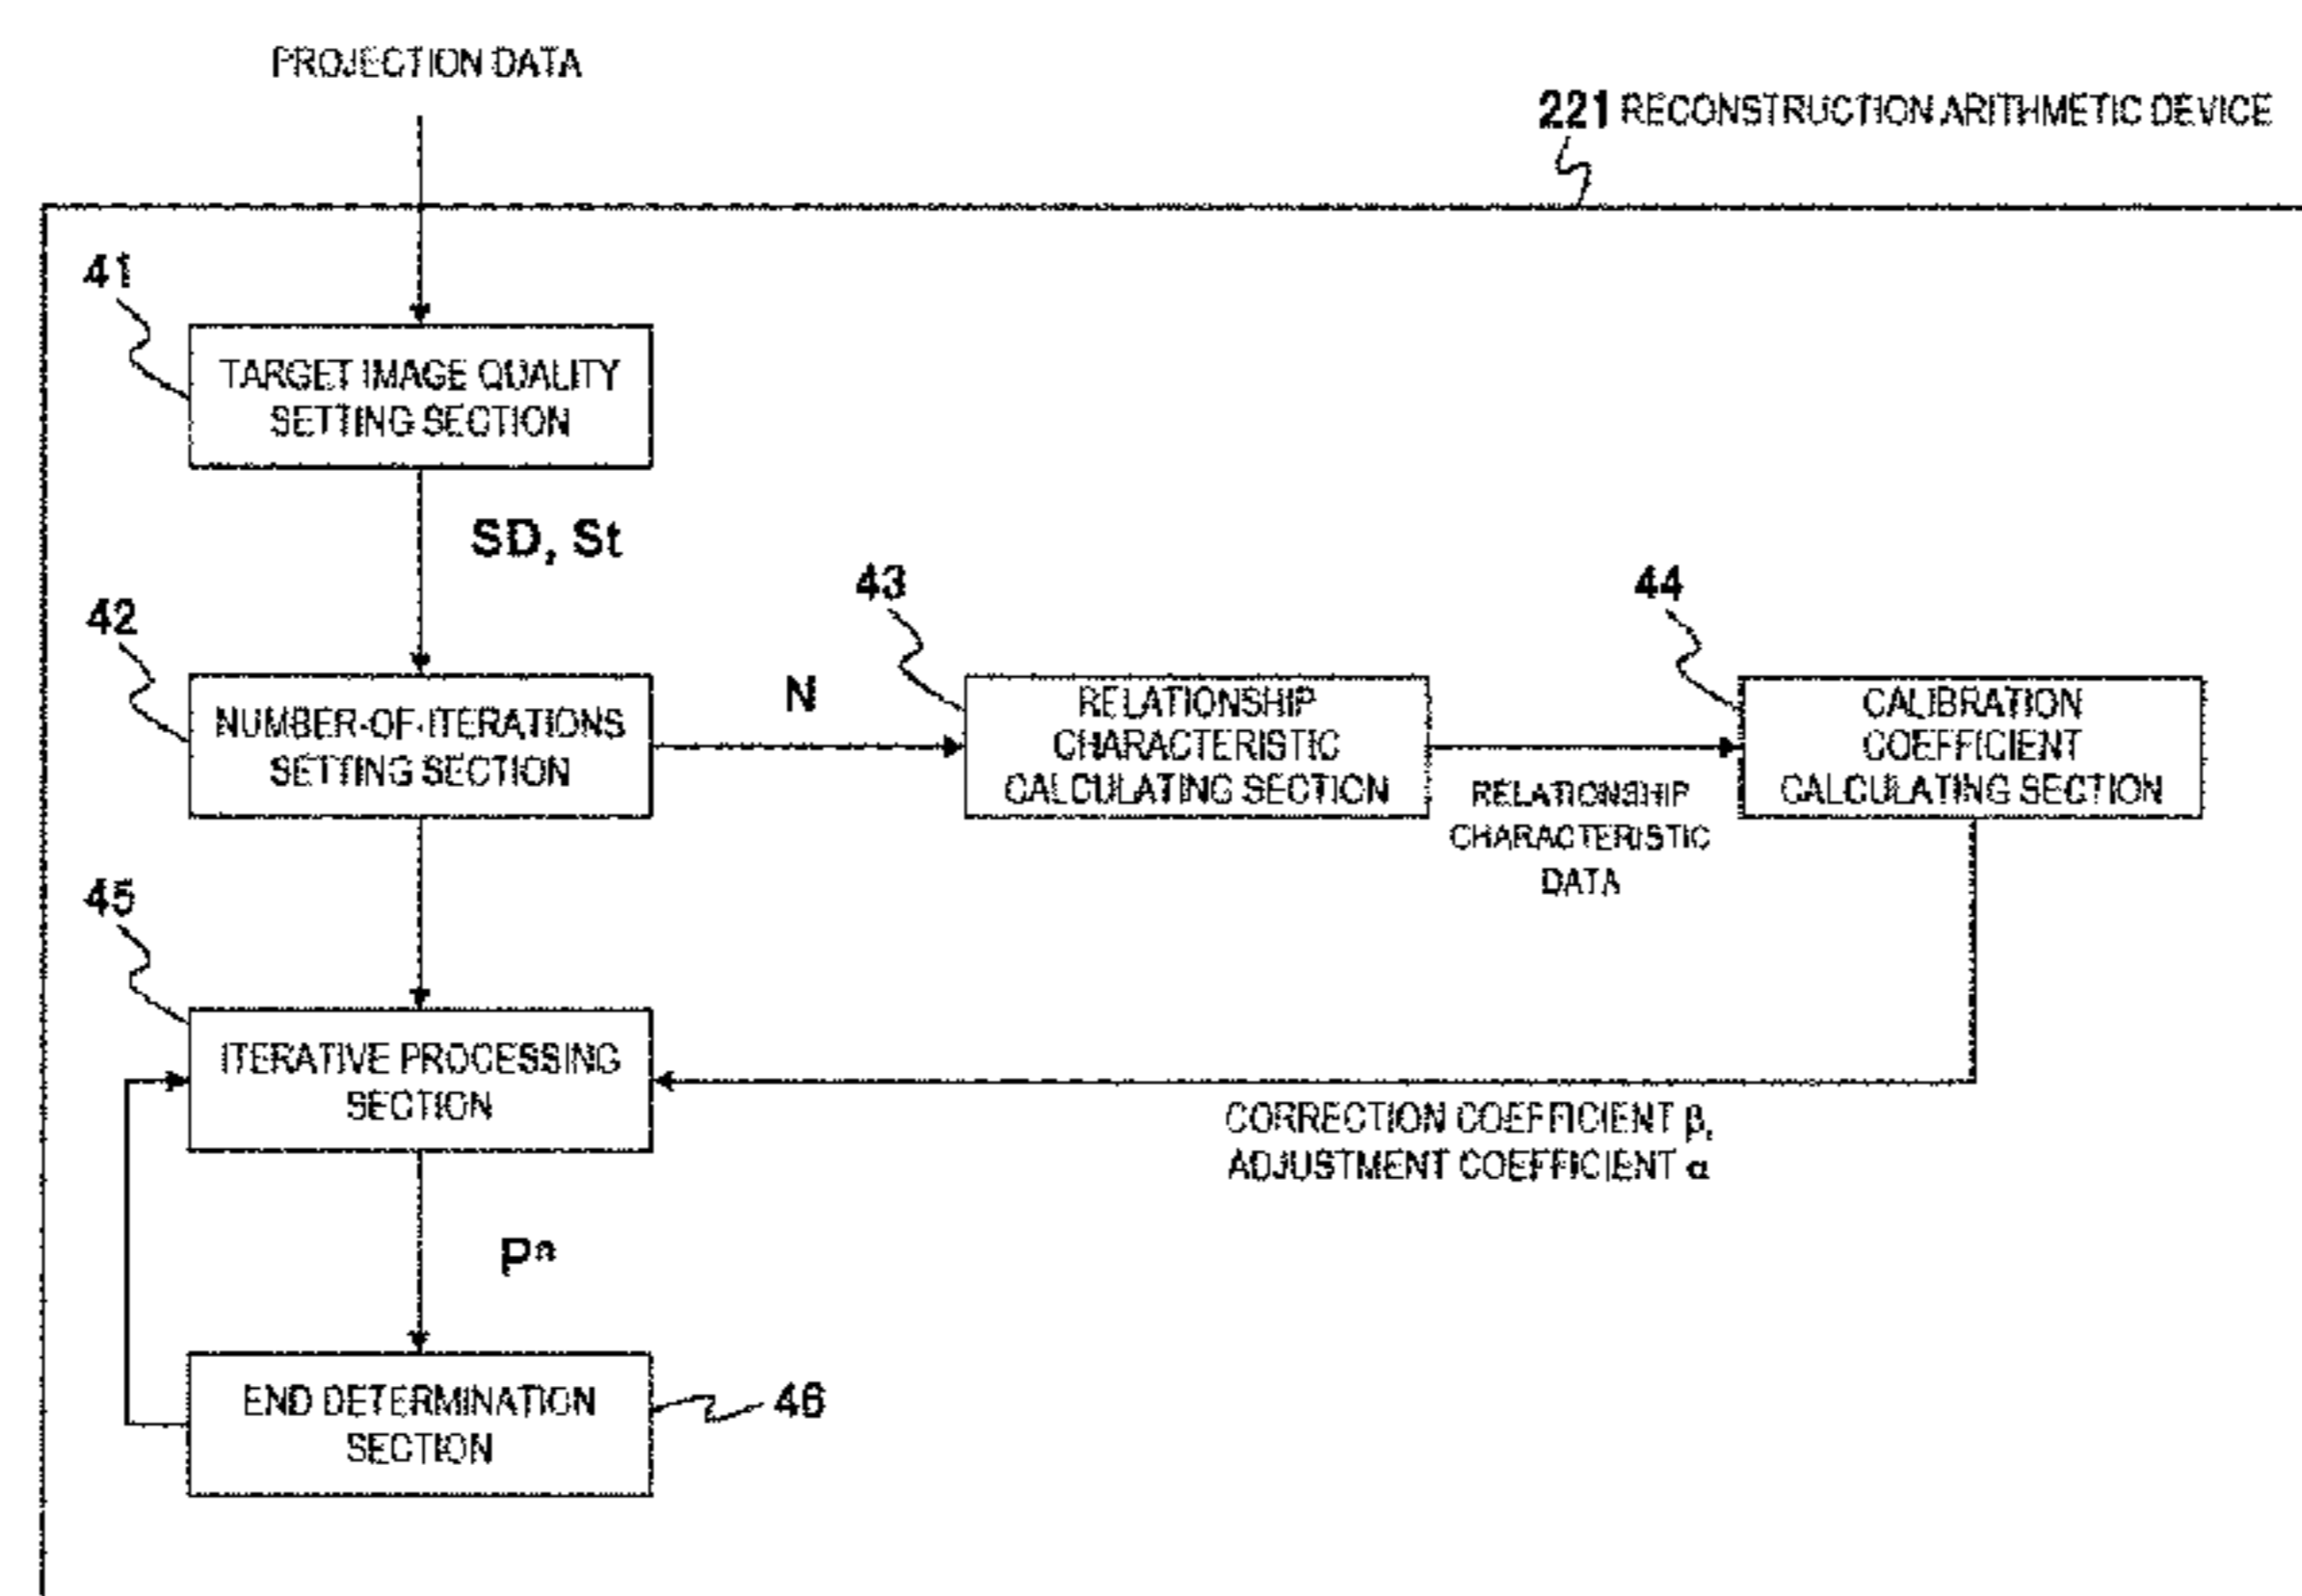 PROJECTION DATA
221 RECONSTRUCTION ARITHMETIC DEVICE
41
TARGET IMAGE QUALITY
SETTING SECTION
SD, St
42
NUMBER-OF-ITERATIONS
SETTING SECTION
N
43
RELATIONSHIP
CHARACTERISTIC
CALCULATING SECTION
RELATIONSHIP
CHARACTERISTIC
DATA
44
CALIBRATION
COEFFICIENT
CALCULATING SECTION
45
ITERATIVE PROCESSING
SECTION
CORRECTION COEFFICIENT β,
ADJUSTMENT COEFFICIENT α
Pⁿ
END DETERMINATION
SECTION
46